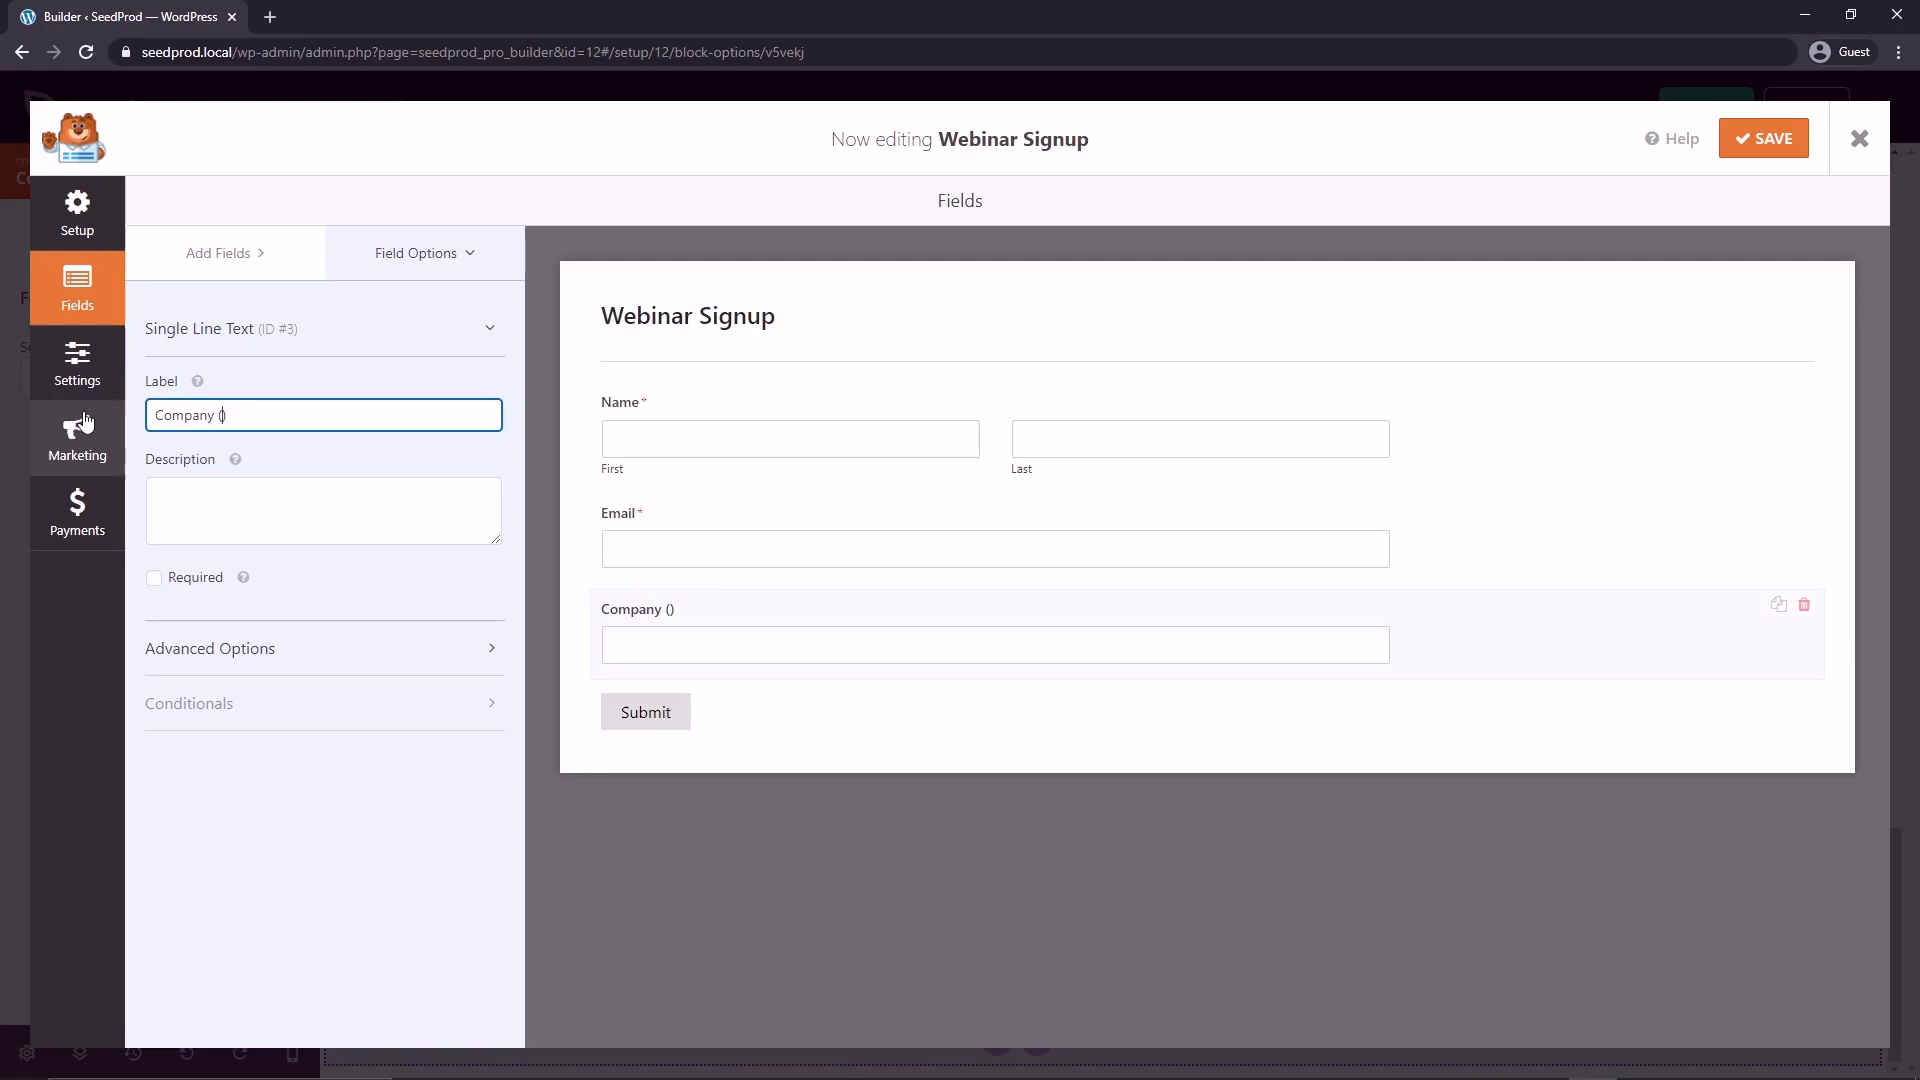 Builder ‹ SeedProd — WordPress
seedprod.local/wp-admin/admin.php?page=seedprod_pro_builder&id=12#/setup/12/block-options/v5vekj
Guest
Now editing Webinar Signup
Help
SAVE
Setup
Fields
Settings
Marketing
Payments
Fields
Add Fields
Field Options
Single Line Text (ID #3)
Label
Company ()
Description
Required
Advanced Options
Conditionals
Webinar Signup
Name *
First
Last
Email *
Company ()
Submit